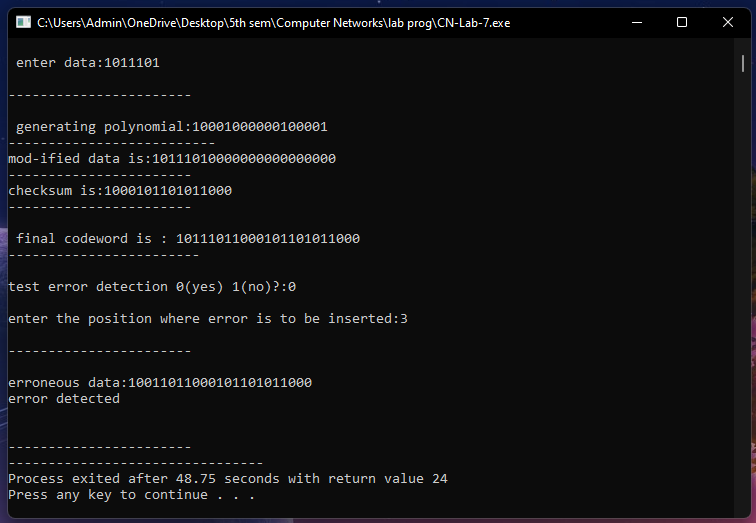 C:\Users\Admin\OneDrive\Desktop\5th sem\Computer Networks\lab prog\CN-Lab-7.exe
enter data:1011101
-----------------------
generating polynomial:10001000000100001
--------------------------
mod-ified data is:10111010000000000000000
-----------------------
checksum is:1000101101011000
-----------------------
final codeword is : 10111011000101101011000
------------------------
test error detection 0(yes) 1(no)?:0
enter the position where error is to be inserted:3
-----------------------
erroneous data:10011011000101101011000
error detected
-----------------------
--------------------------------
Process exited after 48.75 seconds with return value 24
Press any key to continue . . .